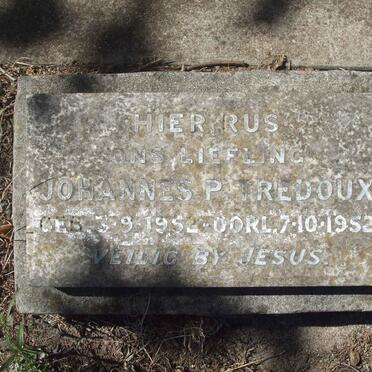 HIER RUS
ONS LIEFLING
JOHANNES P. TREDOUX
GEB. 3·9·1952·OORL.7·10·1952
VEILIG BY JESUS.